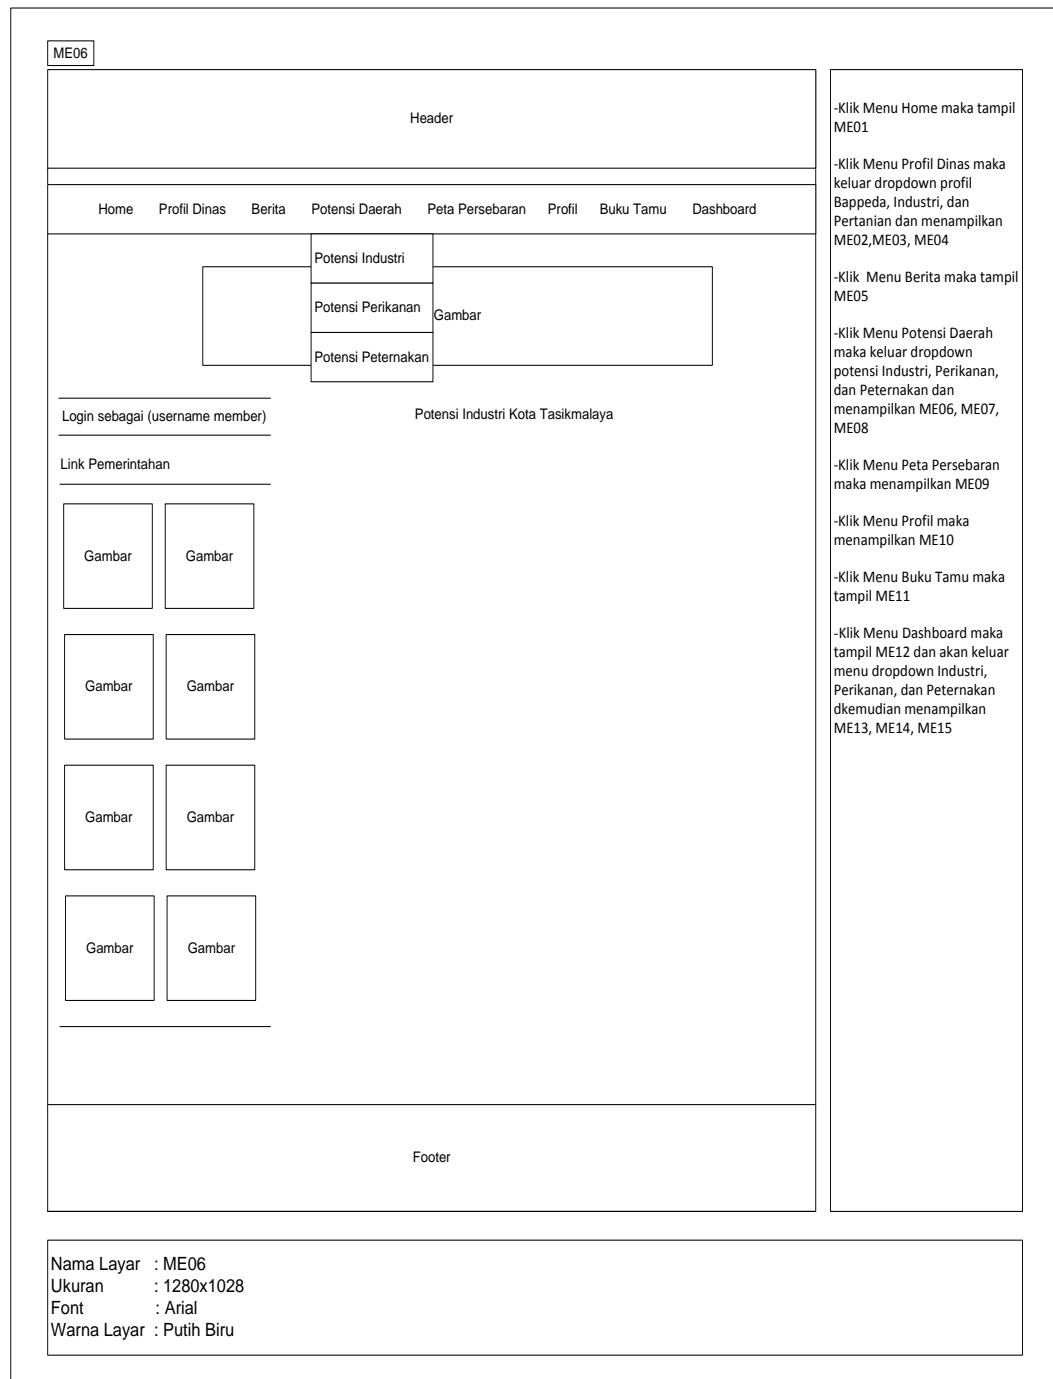 ME06
Header
Home Profil Dinas Berita Potensi Daerah Peta Persebaran Profil Buku Tamu Dashboard
Potensi Industri
Potensi Perikanan
Gambar
Potensi Peternakan
Login sebagai (username member)
Potensi Industri Kota Tasikmalaya
Link Pemerintahan
Gambar Gambar
Gambar Gambar
Gambar Gambar
Gambar Gambar
Footer
-Klik Menu Home maka tampil
ME01
-Klik Menu Profil Dinas maka
keluar dropdown profil
Bappeda, Industri, dan
Pertanian dan menampilkan
ME02,ME03, ME04
-Klik  Menu Berita maka tampil
ME05
-Klik Menu Potensi Daerah
maka keluar dropdown
potensi Industri, Perikanan,
dan Peternakan dan
menampilkan ME06, ME07,
ME08
-Klik Menu Peta Persebaran
maka menampilkan ME09
-Klik Menu Profil maka
menampilkan ME10
-Klik Menu Buku Tamu maka
tampil ME11
-Klik Menu Dashboard maka
tampil ME12 dan akan keluar
menu dropdown Industri,
Perikanan, dan Peternakan
dkemudian menampilkan
ME13, ME14, ME15
Nama Layar : ME06
Ukuran : 1280x1028
Font : Arial
Warna Layar : Putih Biru